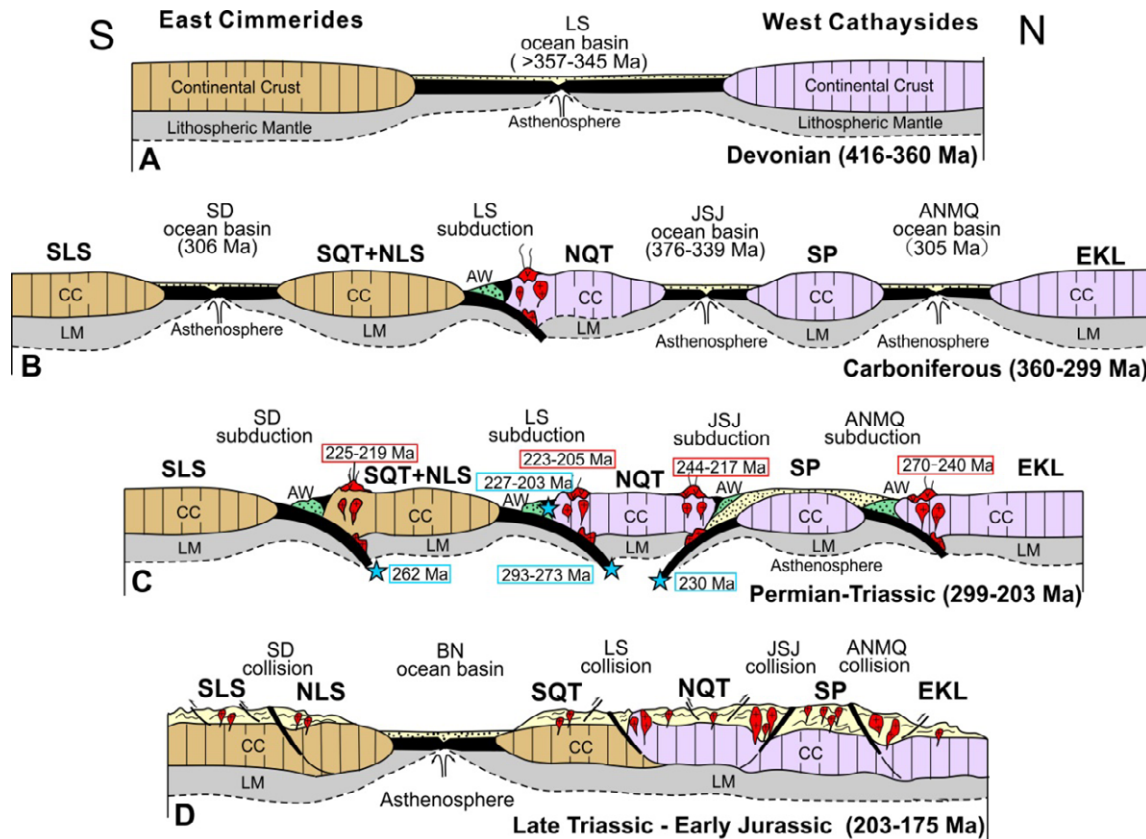 S
East Cimmerides
LS
ocean basin
(>357-345 Ma)
West Cathaysides
N
Continental Crust
Continental Crust
Lithospheric Mantle
Asthenosphere
Lithospheric Mantle
A
Devonian (416-360 Ma)
SD
ocean basin
(306 Ma)
LS
subduction
JSJ
ocean basin
(376-339 Ma)
ANMQ
ocean basin
(305 Ma)
SLS
SQT+NLS
NQT
SP
EKL
AW
CC
CC
CC
CC
CC
LM
Asthenosphere
LM
LM
Asthenosphere
LM
Asthenosphere
LM
B
Carboniferous (360-299 Ma)
SD
subduction
LS
subduction
JSJ
subduction
ANMQ
subduction
225-219 Ma
223-205 Ma
244-217 Ma
270-240 Ma
SLS
SQT+NLS
227-203 Ma
NQT
SP
EKL
AW
AW
AW
AW
CC
CC
CC
CC
CC
LM
LM
LM
LM
LM
Asthenosphere
262 Ma
293-273 Ma
230 Ma
C
Permian-Triassic (299-203 Ma)
SD
collision
BN
ocean basin
LS
collision
JSJ
collision
ANMQ
collision
SLS
NLS
SQT
NQT
SP
EKL
CC
CC
CC
LM
LM
Asthenosphere
D
Late Triassic - Early Jurassic (203-175 Ma)